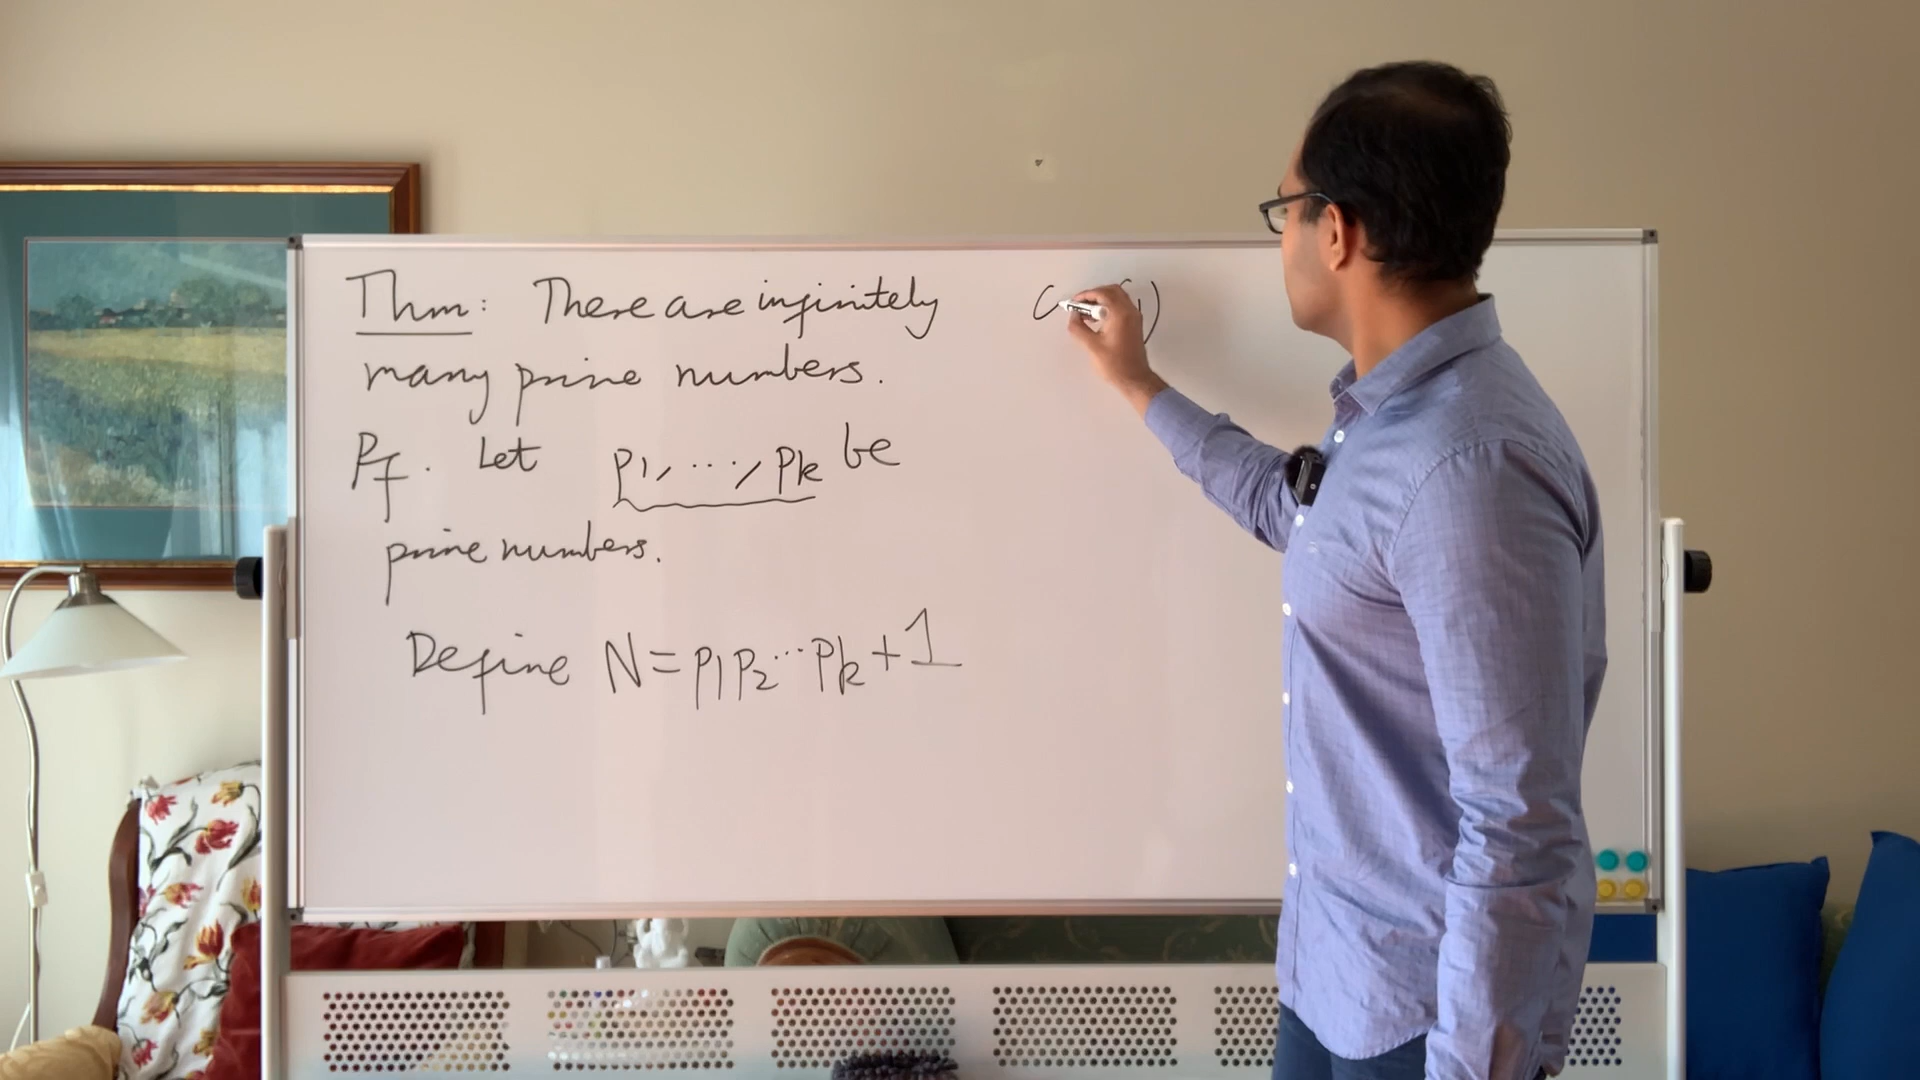 Thm: There are infinitely
many prime numbers.
Pf. Let p1, ..., pk be
prime numbers.
Define N=p1p2...pk+1